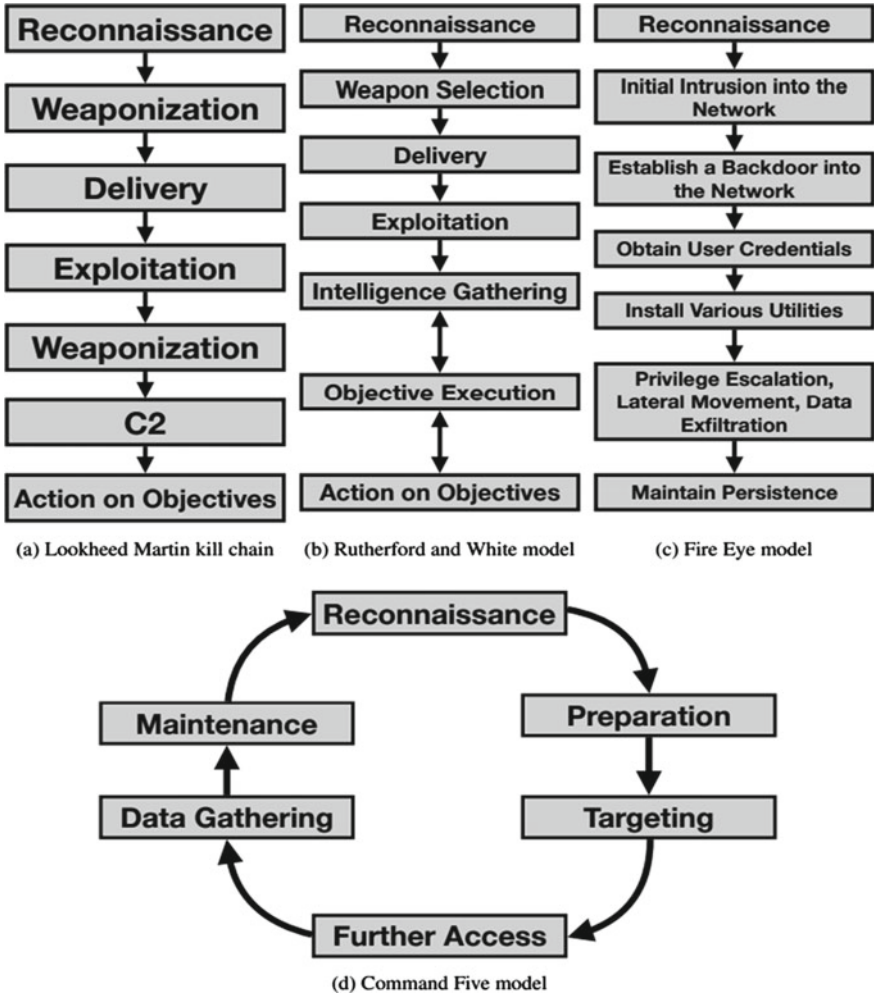 Reconnaissance
Weaponization
Delivery
Exploitation
Weaponization
C2
Action on Objectives
(a) Lookheed Martin kill chain
Reconnaissance
Weapon Selection
Delivery
Exploitation
Intelligence Gathering
Objective Execution
Action on Objectives
(b) Rutherford and White model
Reconnaissance
Initial Intrusion into the
Network
Establish a Backdoor into
the Network
Obtain User Credentials
Install Various Utilities
Privilege Escalation,
Lateral Movement, Data
Exfiltration
Maintain Persistence
(c) Fire Eye model
Reconnaissance
Preparation
Targeting
Further Access
Data Gathering
Maintenance
(d) Command Five model